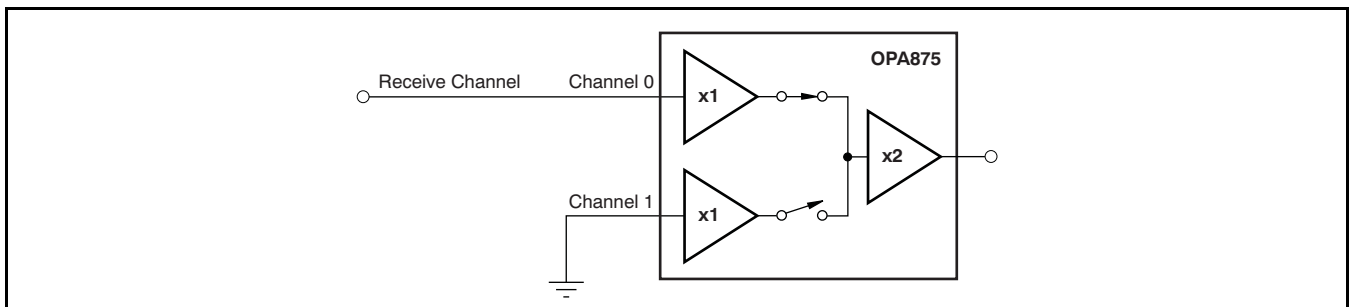 OPA875
Receive Channel
Channel 0
x1
x2
Channel 1
x1